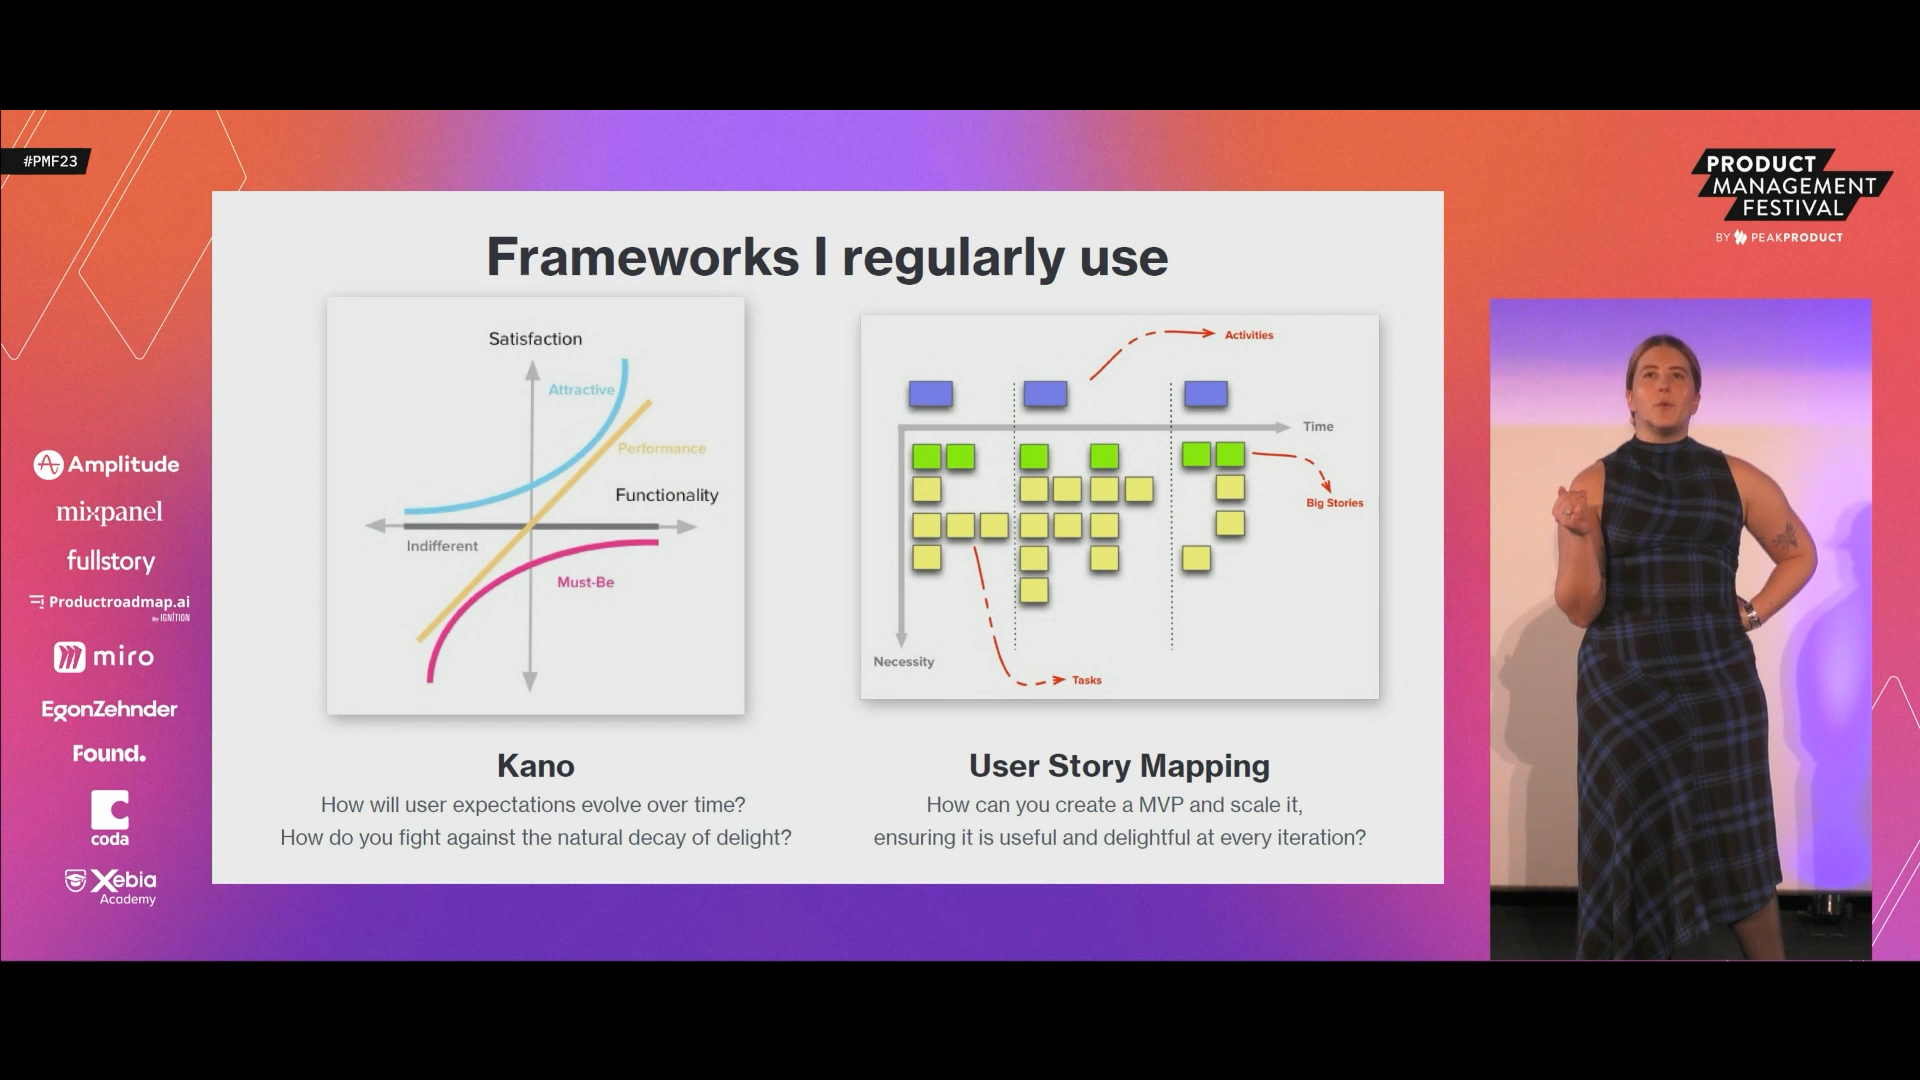 #PMF23
PRODUCT
MANAGEMENT
FESTIVAL
BY PEAKPRODUCT
Frameworks I regularly use
Satisfaction
Attractive
Performance
Functionality
Indifferent
Must-Be
Activities
Time
Big Stories
Necessity
Tasks
Kano
How will user expectations evolve over time?
How do you fight against the natural decay of delight?
User Story Mapping
How can you create a MVP and scale it,
ensuring it is useful and delightful at every iteration?
Amplitude
mixpanel
fullstory
Productroadmap.ai
By IGNITION
miro
EgonZehnder
Found.
coda
Xebia
Academy